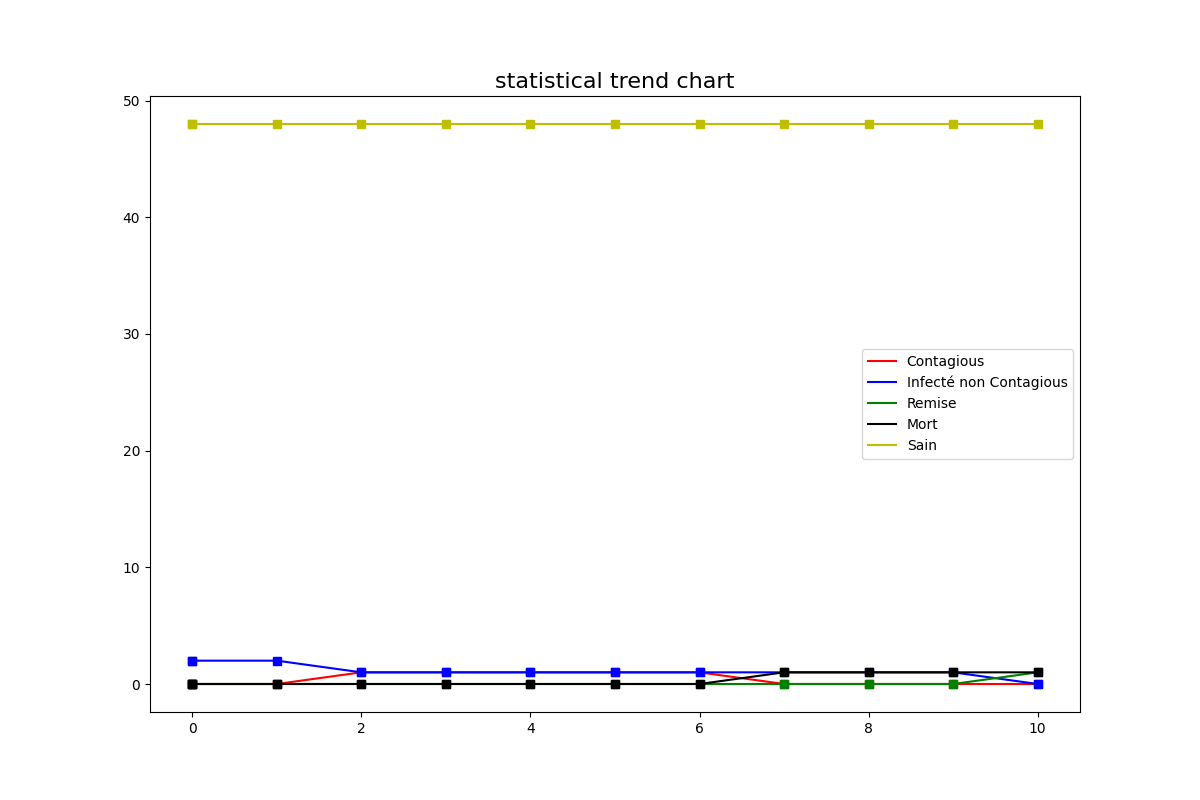 statistical trend chart
50
40
30
20
10
0
Contagious
Infecté non Contagious
Remise
Mort
Sain
0 2 4 6 8 10